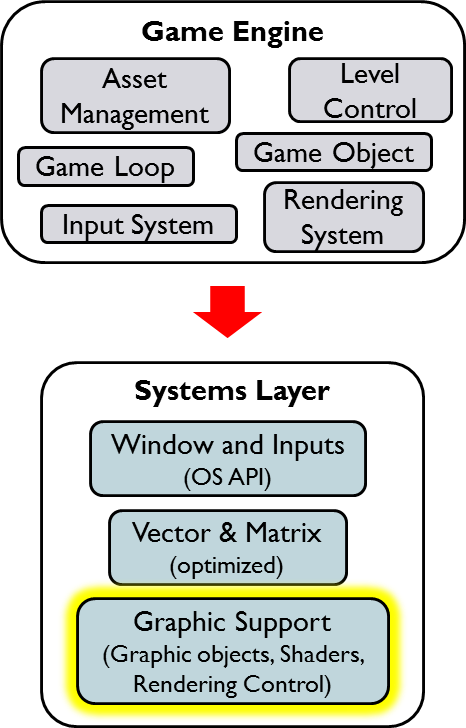 Game Engine
Asset
Management
Level
Control
Game Loop
Game Object
Input System
Rendering
System
Systems Layer
Window and Inputs
(OS API)
Vector & Matrix
(optimized)
Graphic Support
(Graphic objects, Shaders,
Rendering Control)